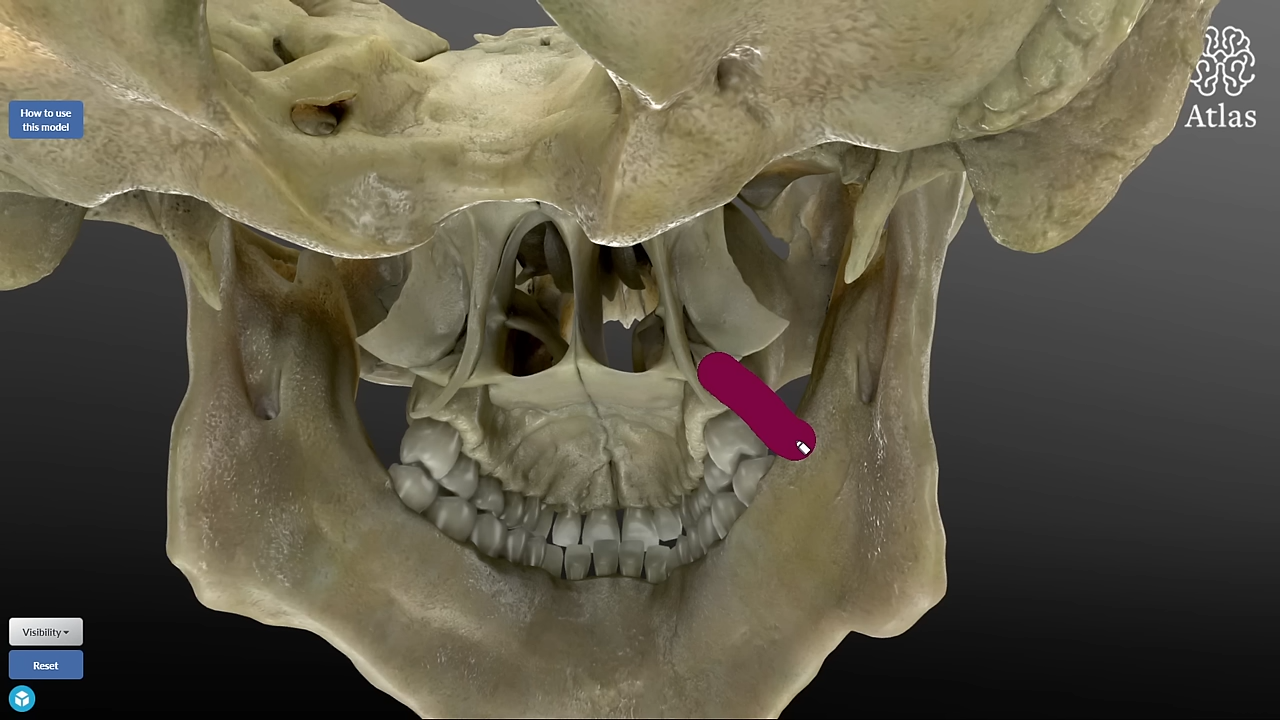 How to use
this model
Atlas
Visibility
Reset